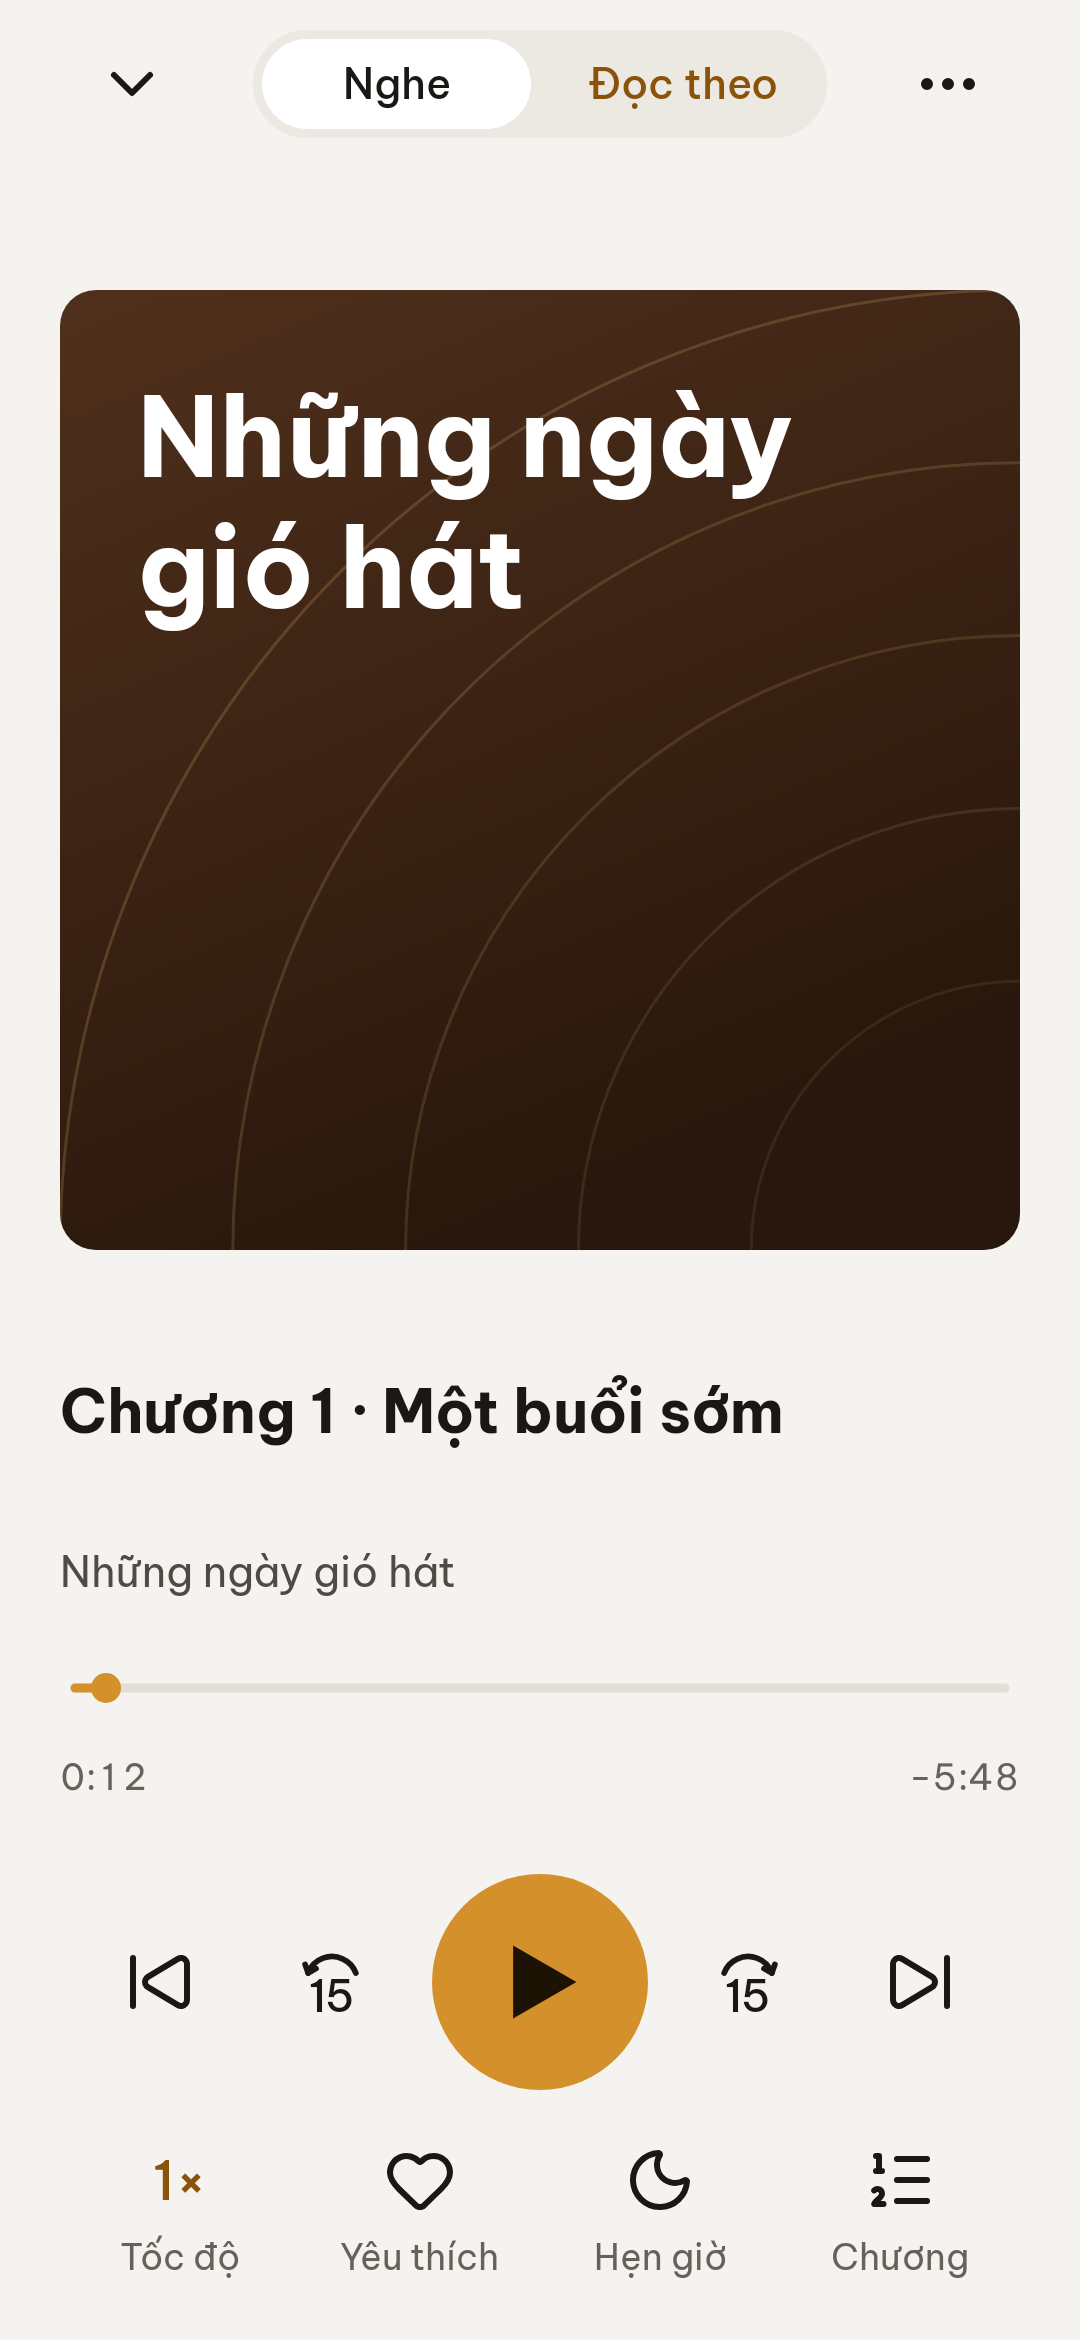 Nghe
Đọc theo
Những ngày
gió hát
Chương 1 · Một buổi sớm
Những ngày gió hát
0:12
−5:48
15
15
1×
Tốc độ
Yêu thích
Hẹn giờ
Chương